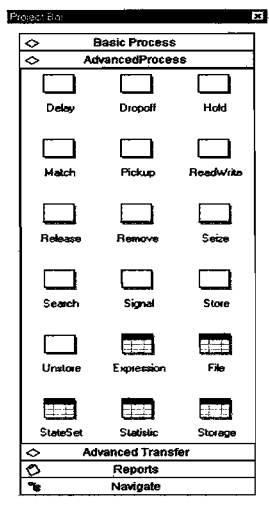 Project Bar
Basic Process
AdvancedProcess
Delay Dropoff Hold
Match Pickup ReadWrite
Release Remove Seize
Search Signal Store
Unstore Expression File
StateSet Statistic Storage
Advanced Transfer
Reports
Navigate